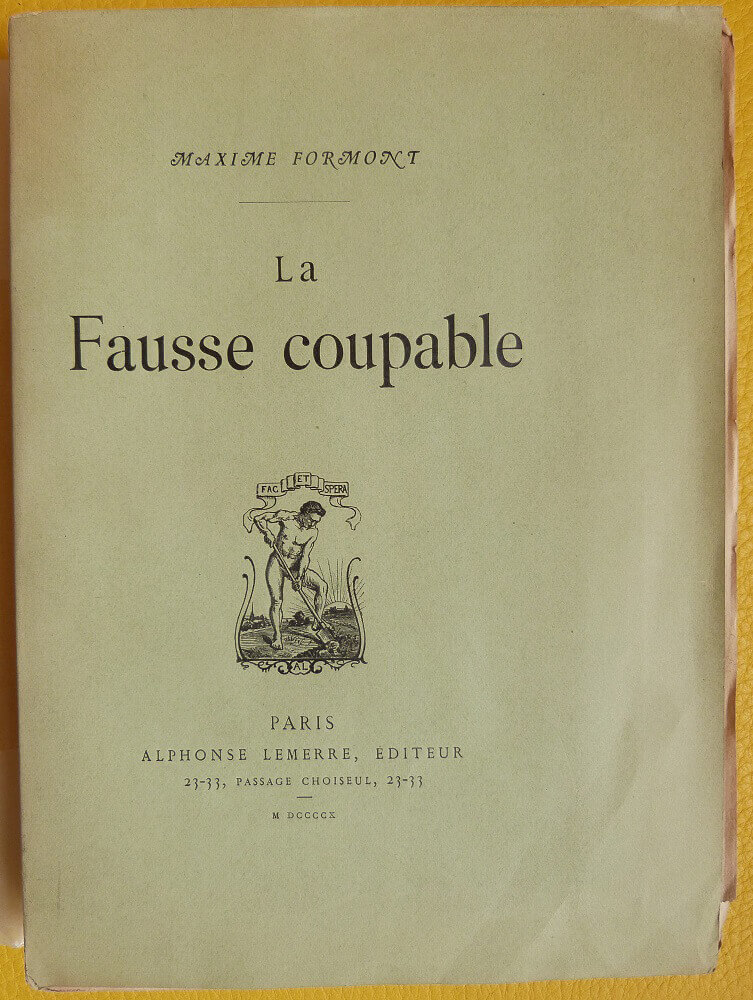 MAXIME FORMONT
La
Fausse coupable
FAC ET SPERA
AL
PARIS
ALPHONSE LEMERRE, EDITEUR
23-33, PASSAGE CHOISEUL, 23-33
M DCCCCX